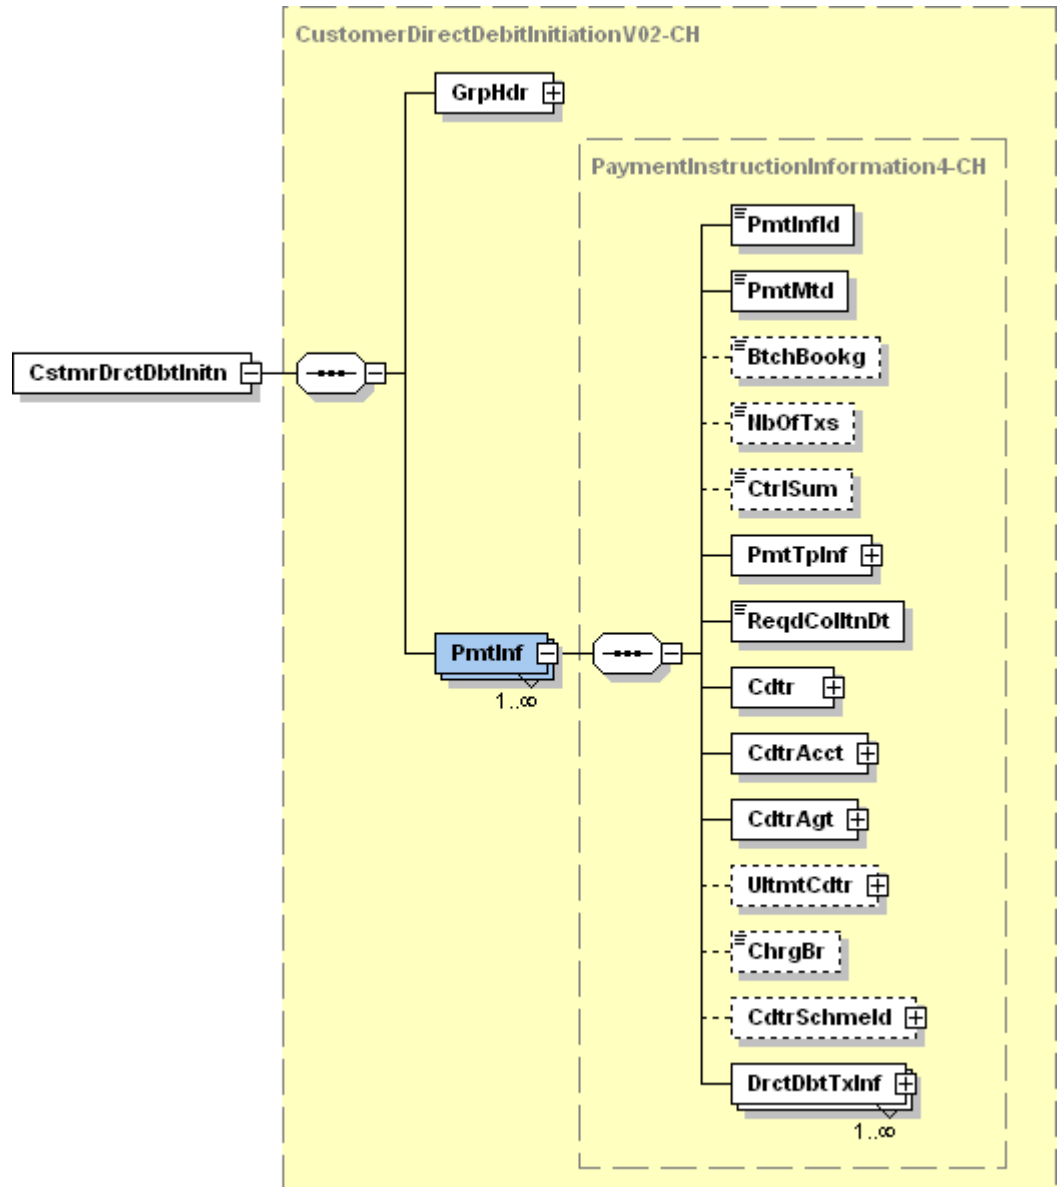 CustomerDirectDebitInitiationV02-CH
GrpHdr
PaymentInstructionInformation4-CH
PmtInfId
PmtMtd
BtchBookg
CstmrDrctDbtInitn
NbOfTxs
CtrlSum
PmtTpInf
ReqdColltnDt
PmtInf
1..∞
Cdtr
CdtrAcct
CdtrAgt
UltmtCdtr
ChrgBr
CdtrSchmeId
DrctDbtTxInf
1..∞